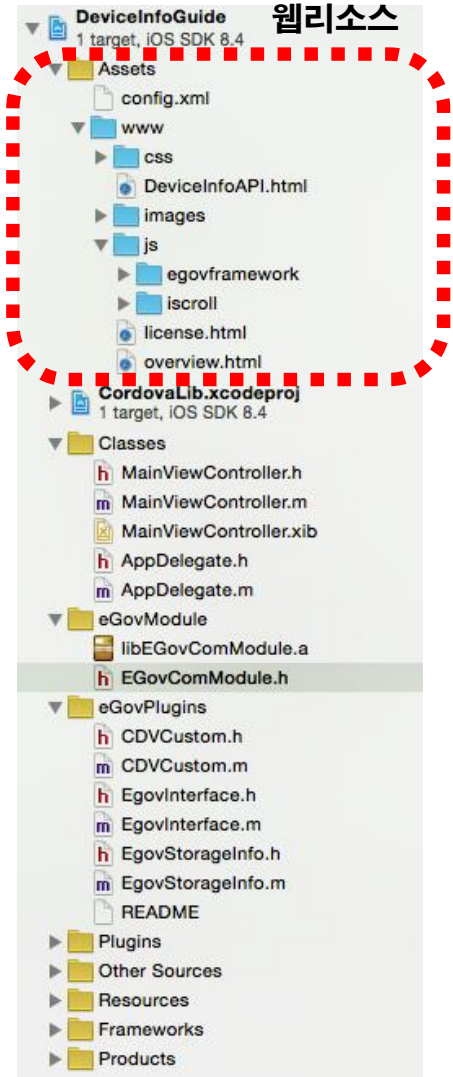 DeviceInfoGuide 웹리소스
1 target, iOS SDK 8.4
Assets
config.xml
www
css
DeviceInfoAPI.html
images
js
egovframework
iscroll
license.html
overview.html
CordovaLib.xcodeproj
1 target, iOS SDK 8.4
Classes
h MainViewController.h
m MainViewController.m
MainViewController.xib
h AppDelegate.h
m AppDelegate.m
eGovModule
libEGovComModule.a
h EGovComModule.h
eGovPlugins
h CDVCustom.h
m CDVCustom.m
h EgovInterface.h
m EgovInterface.m
h EgovStorageInfo.h
m EgovStorageInfo.m
README
Plugins
Other Sources
Resources
Frameworks
Products